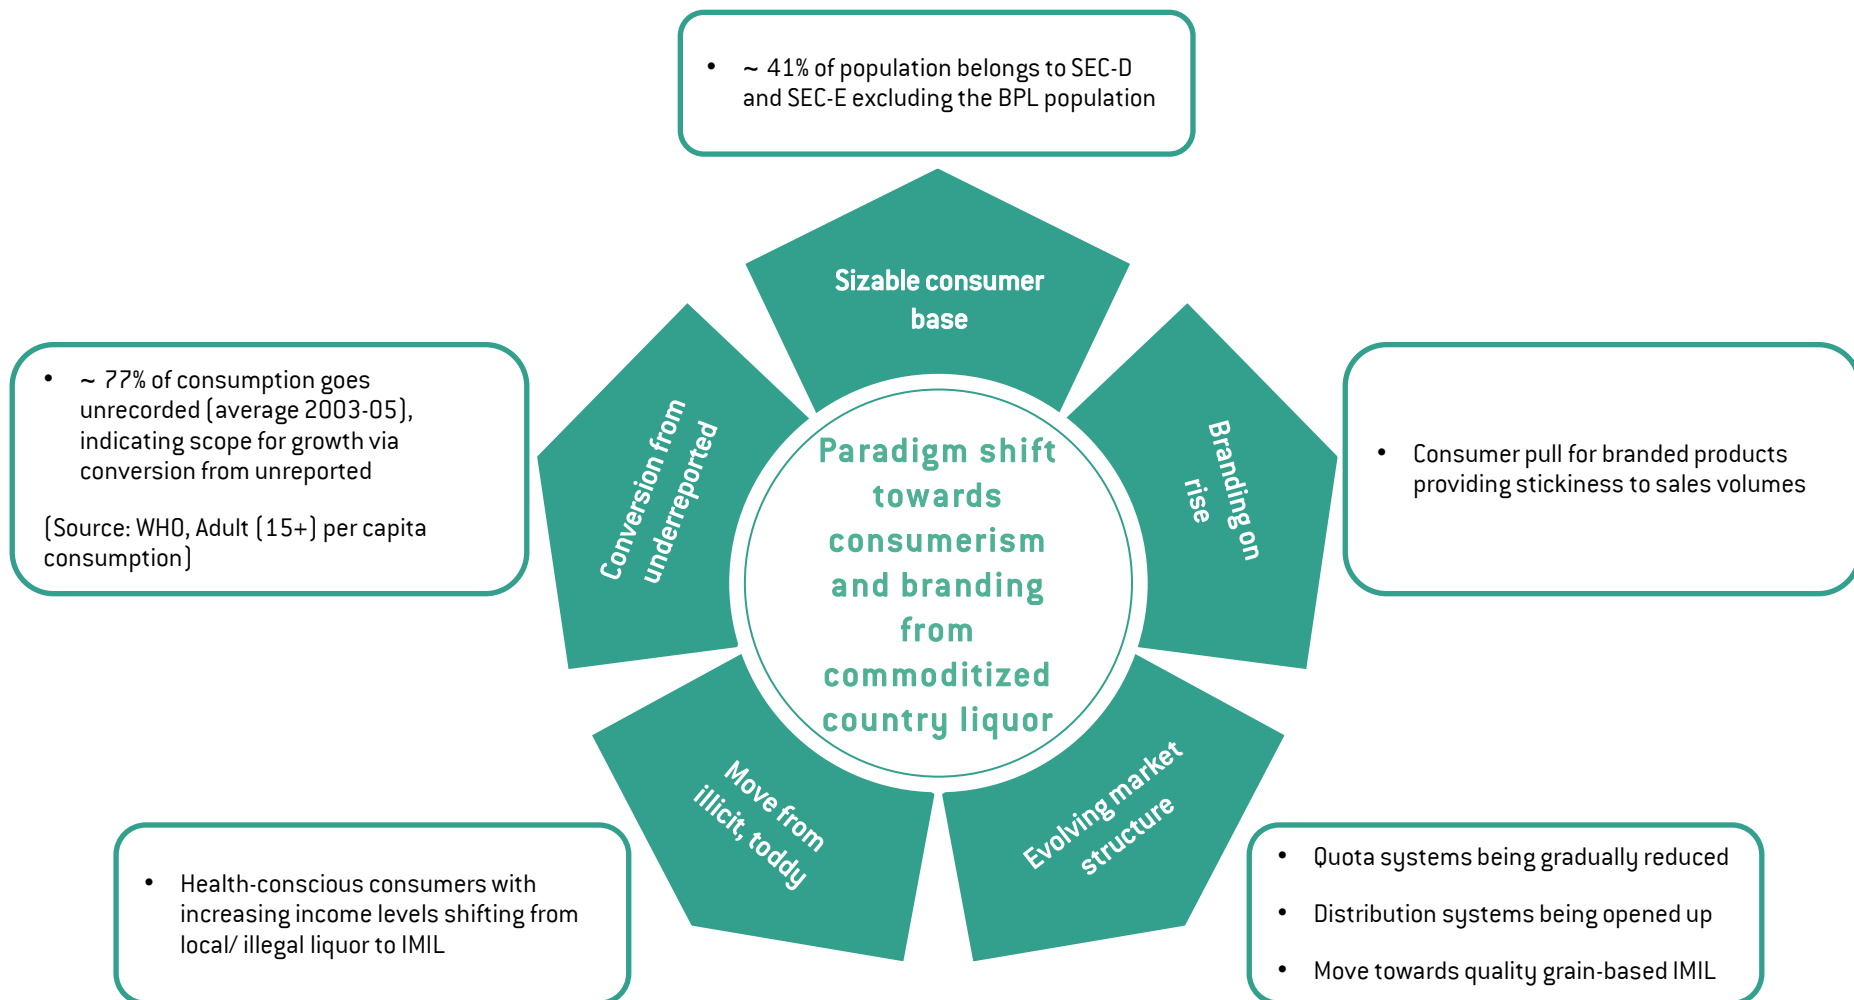 • ~ 41% of population belongs to SEC-D
and SEC-E excluding the BPL population
Sizable consumer
base
• ~ 77% of consumption goes
unrecorded (average 2003-05),
indicating scope for growth via
conversion from unreported
(Source: WHO, Adult (15+) per capita
consumption)
Conversion from
underreported
Paradigm shift
towards
consumerism
and branding
from
commoditized
country liquor
Branding on
rise
• Consumer pull for branded products
providing stickiness to sales volumes
Move from
illicit, toddy
Evolving market
structure
• Health-conscious consumers with
increasing income levels shifting from
local/ illegal liquor to IMIL
• Quota systems being gradually reduced
• Distribution systems being opened up
• Move towards quality grain-based IMIL